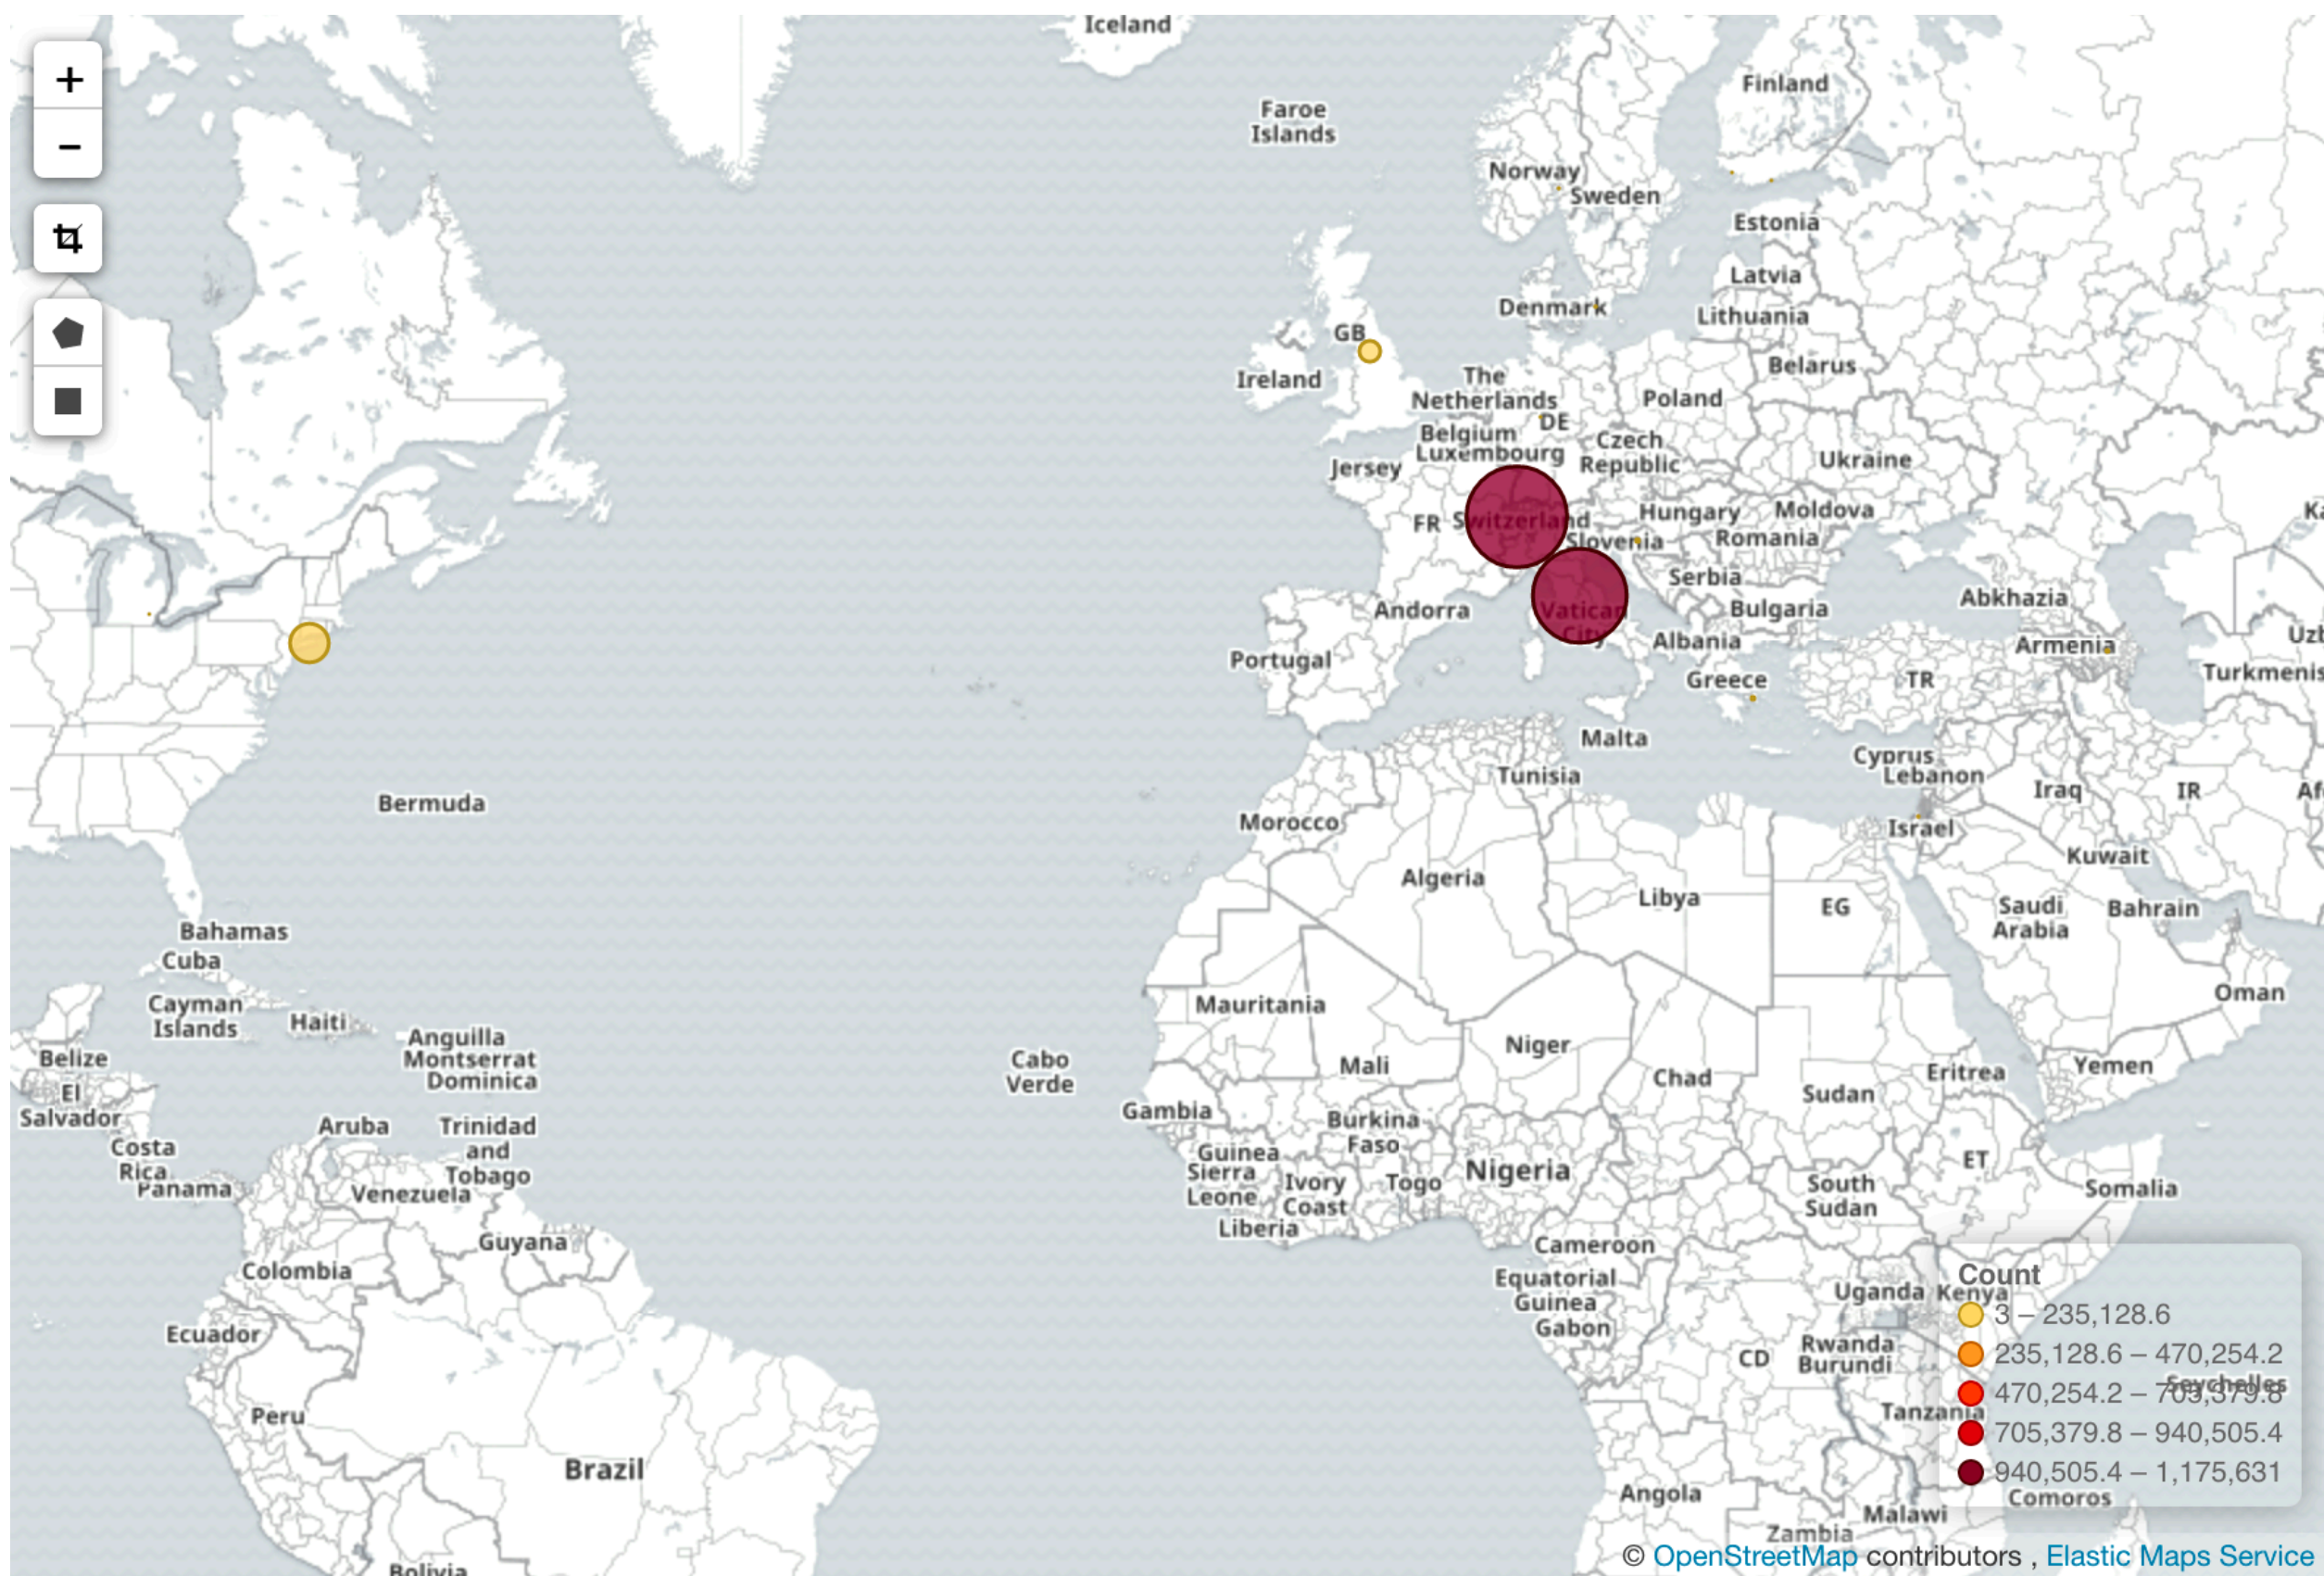 Iceland
Finland
Faroe
Islands
Norway
Sweden
Estonia
Latvia
Denmark
Lithuania
GB
Belarus
Ireland
The
Netherlands
Poland
DE
Belgium
Czech
Republic
Luxembourg
Ukraine
Jersey
FR
Switzerland
Hungary
Moldova
Slovenia
Romania
Serbia
Abkhazia
Andorra
Vatican
City
Bulgaria
Albania
Armenia
Portugal
Greece
TR
Turkmenis
Malta
Cyprus
Lebanon
Tunisia
Iraq
IR
Af
Bermuda
Morocco
Israel
Kuwait
Algeria
Libya
EG
Saudi
Arabia
Bahrain
Bahamas
Cuba
Cayman
Islands
Haiti
Mauritania
Oman
Anguilla
Montserrat
Dominica
Belize
El
Salvador
Cabo
Verde
Niger
Mali
Chad
Sudan
Eritrea
Yemen
Gambia
Burkina
Faso
Aruba
Trinidad
and
Tobago
Costa
Rica
Panama
Venezuela
Guinea
Sierra
Leone
Ivory
Coast
Togo
Nigeria
Liberia
ET
South
Sudan
Somalia
Guyana
Colombia
Cameroon
Equatorial
Guinea
Gabon
Uganda
Kenya
Ecuador
CD
Rwanda
Burundi
Peru
Tanzania
Seychelles
Brazil
Angola
Malawi
Comoros
Zambia
Bolivia
Count
3 – 235,128.6
235,128.6 – 470,254.2
470,254.2 – 705,379.8
705,379.8 – 940,505.4
940,505.4 – 1,175,631
© OpenStreetMap contributors , Elastic Maps Service